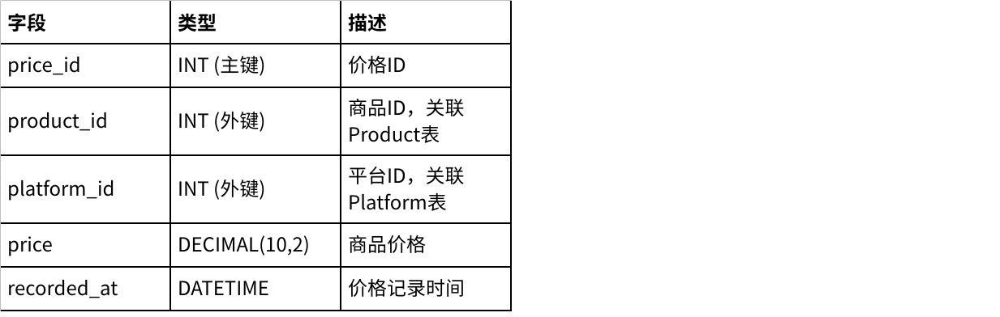 字段 类型 描述
price_id INT (主键) 价格ID
product_id INT (外键) 商品ID，关联
Product表
platform_id INT (外键) 平台ID，关联
Platform表
price DECIMAL(10,2) 商品价格
recorded_at DATETIME 价格记录时间